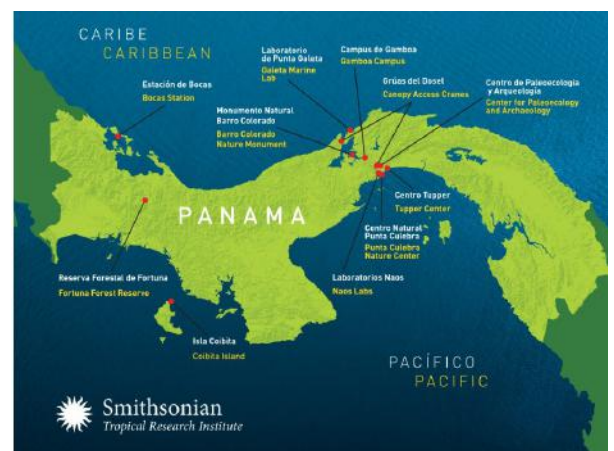 CARIBE
CARIBBEAN
Estación de Bocas
Bocas Station
Laboratorio
de Punta Galeta
Galeta Marine
Lab
Campus de Gamboa
Gamboa Campus
Grúas del Dosel
Canopy Access Cranes
Centro de Paleoecología
y Arqueología
Center for Paleoecology
and Archaeology
Monumento Natural
Barro Colorado
Barro Colorado
Nature Monument
PANAMA
Centro Tupper
Tupper Center
Centro Natural
Punta Culebra
Punta Culebra
Nature Center
Laboratorios Naos
Naos Labs
Reserva Forestal de Fortuna
Fortuna Forest Reserve
Isla Coibita
Coibita Island
PACÍFICO
PACIFIC
Smithsonian
Tropical Research Institute